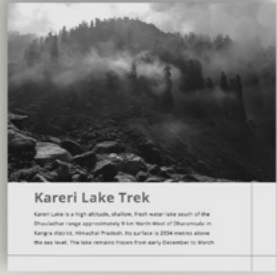 Kareri Lake Trek
Kareri Lake is a high altitude, shallow, fresh water lake south of the
Dhauladhar range approximately 9 km North-West of Dharamsala in
Kangra district, Himachal Pradesh. Its surface is 2934 metres above
the sea level. The lake remains frozen from early December to March